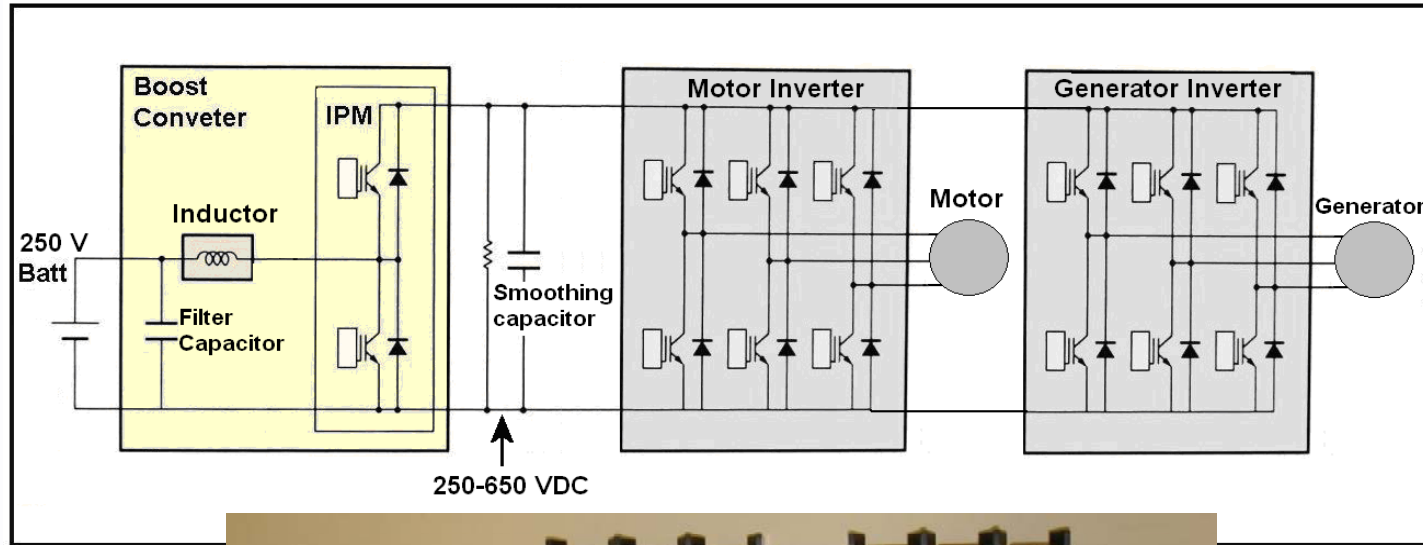 Boost
Conveter
IPM
Inductor
250 V
Batt
Filter
Capacitor
Smoothing
capacitor
250-650 VDC
Motor Inverter
Motor
Generator Inverter
Generator